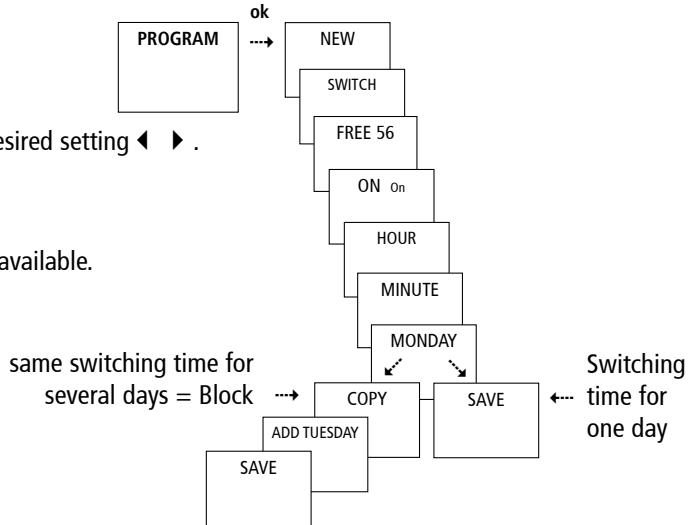 ok
PROGRAM
NEW
SWITCH
esired setting ◀ ▶ .
FREE 56
ON On
HOUR
available.
MINUTE
MONDAY
same switching time for
several days = Block
COPY
SAVE
Switching
time for
one day
ADD TUESDAY
SAVE